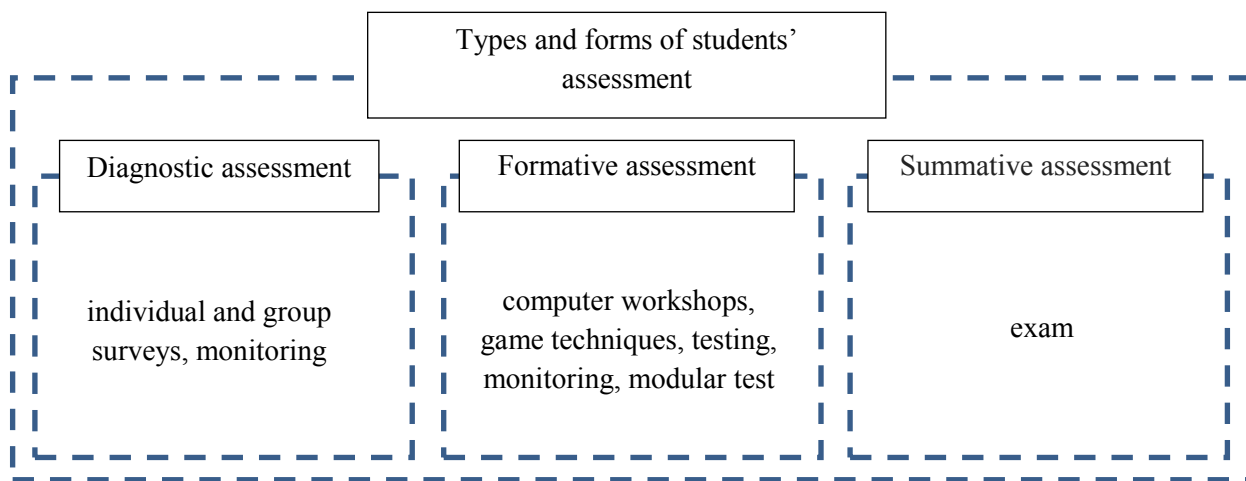 Types and forms of students’
assessment
Diagnostic assessment
Formative assessment
Summative assessment
individual and group
surveys, monitoring
computer workshops,
game techniques, testing,
monitoring, modular test
exam